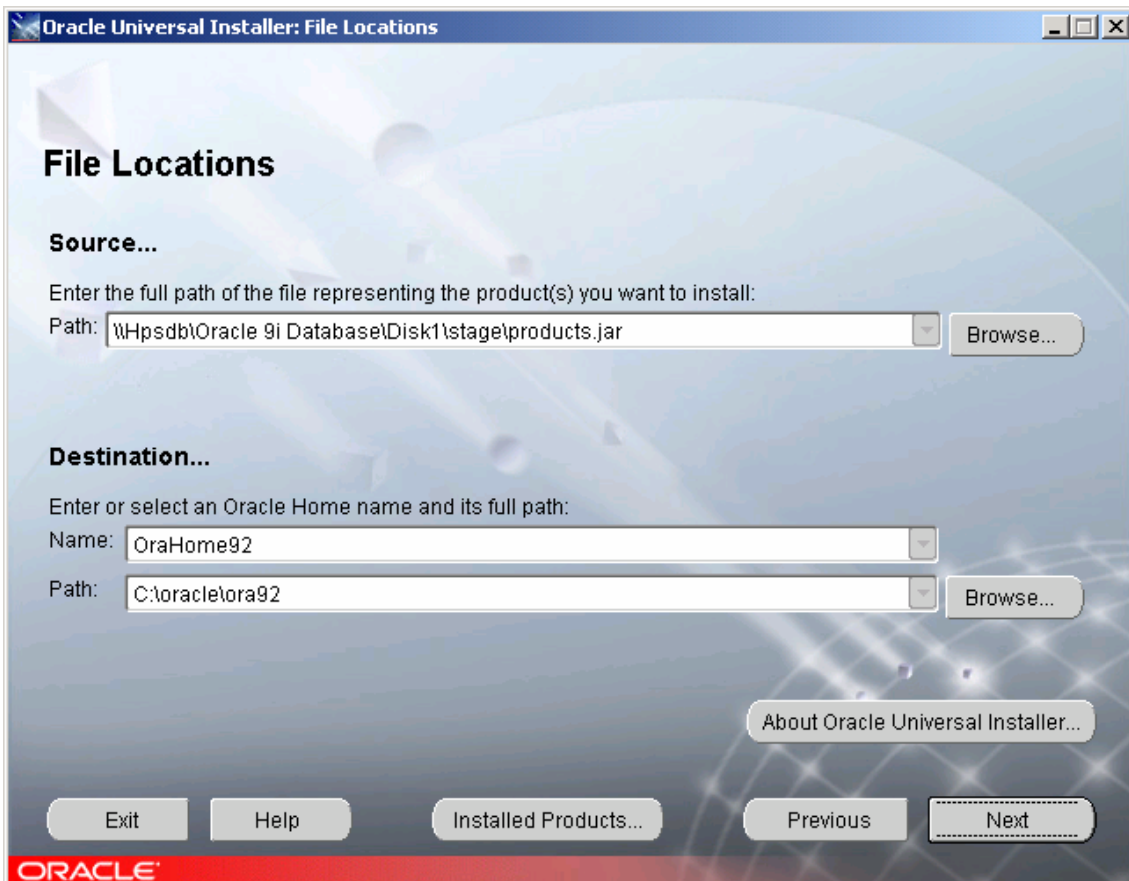 Oracle Universal Installer: File Locations
File Locations
Source...
Enter the full path of the file representing the product(s) you want to install:
Path: \\Hpsdb\Oracle 9i Database\Disk1\stage\products.jar Browse...
Destination...
Enter or select an Oracle Home name and its full path:
Name: OraHome92
Path: C:\oracle\ora92 Browse...
About Oracle Universal Installer...
Exit Help Installed Products... Previous Next
ORACLE